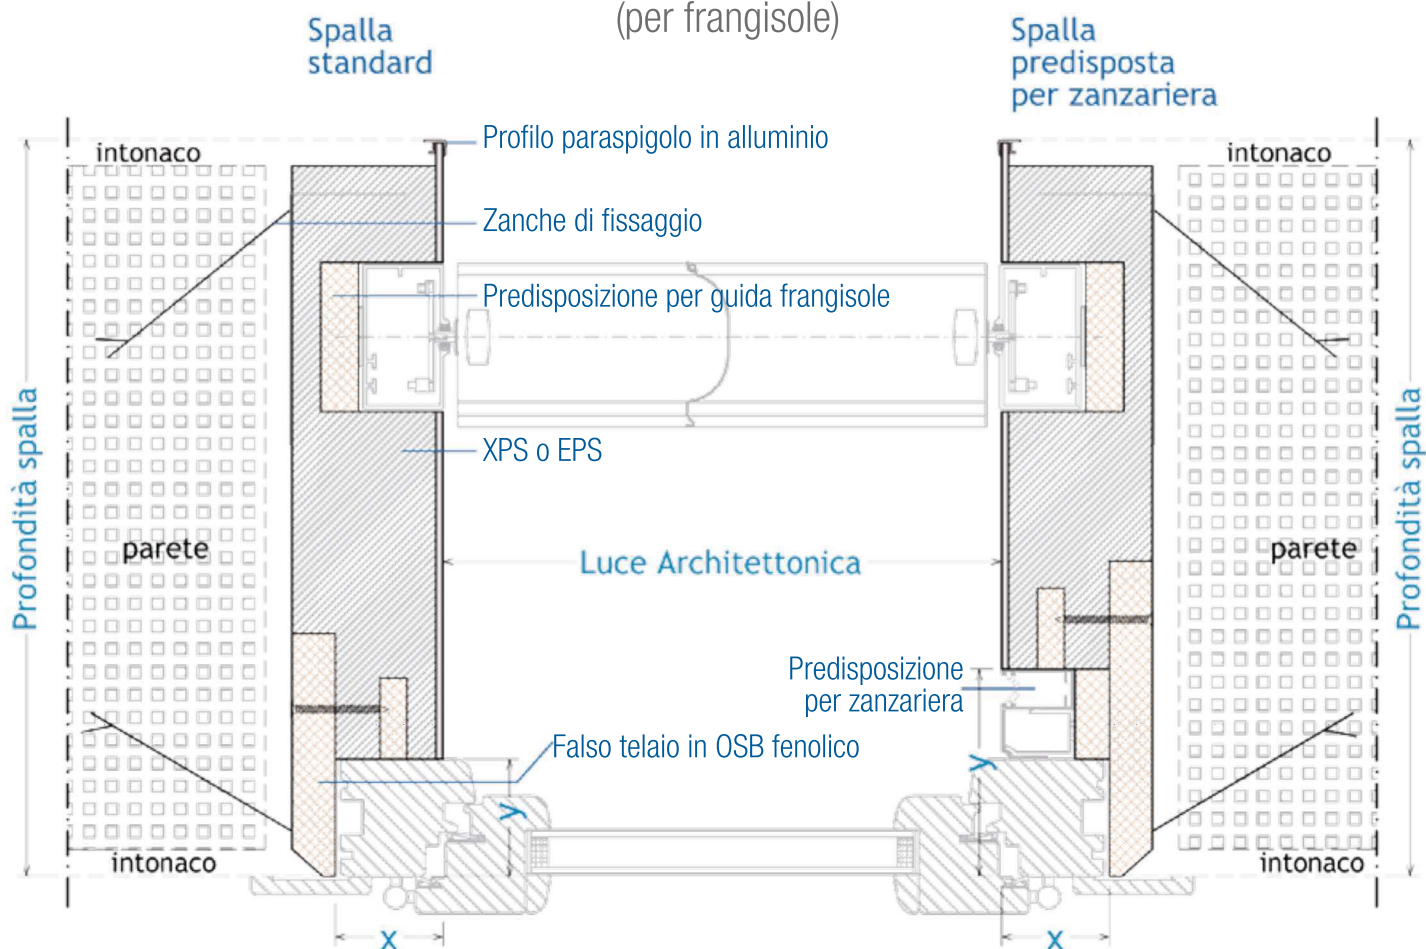 (per frangisole)
Spalla
standard
Spalla
predisposta
per zanzariera
Profilo paraspigolo in alluminio
intonaco
intonaco
Zanche di fissaggio
Predisposizione per guida frangisole
XPS o EPS
Profondità spalla
Profondità spalla
parete
Luce Architettonica
parete
Predisposizione
per zanzariera
Falso telaio in OSB fenolico
y
y
intonaco
intonaco
x
x